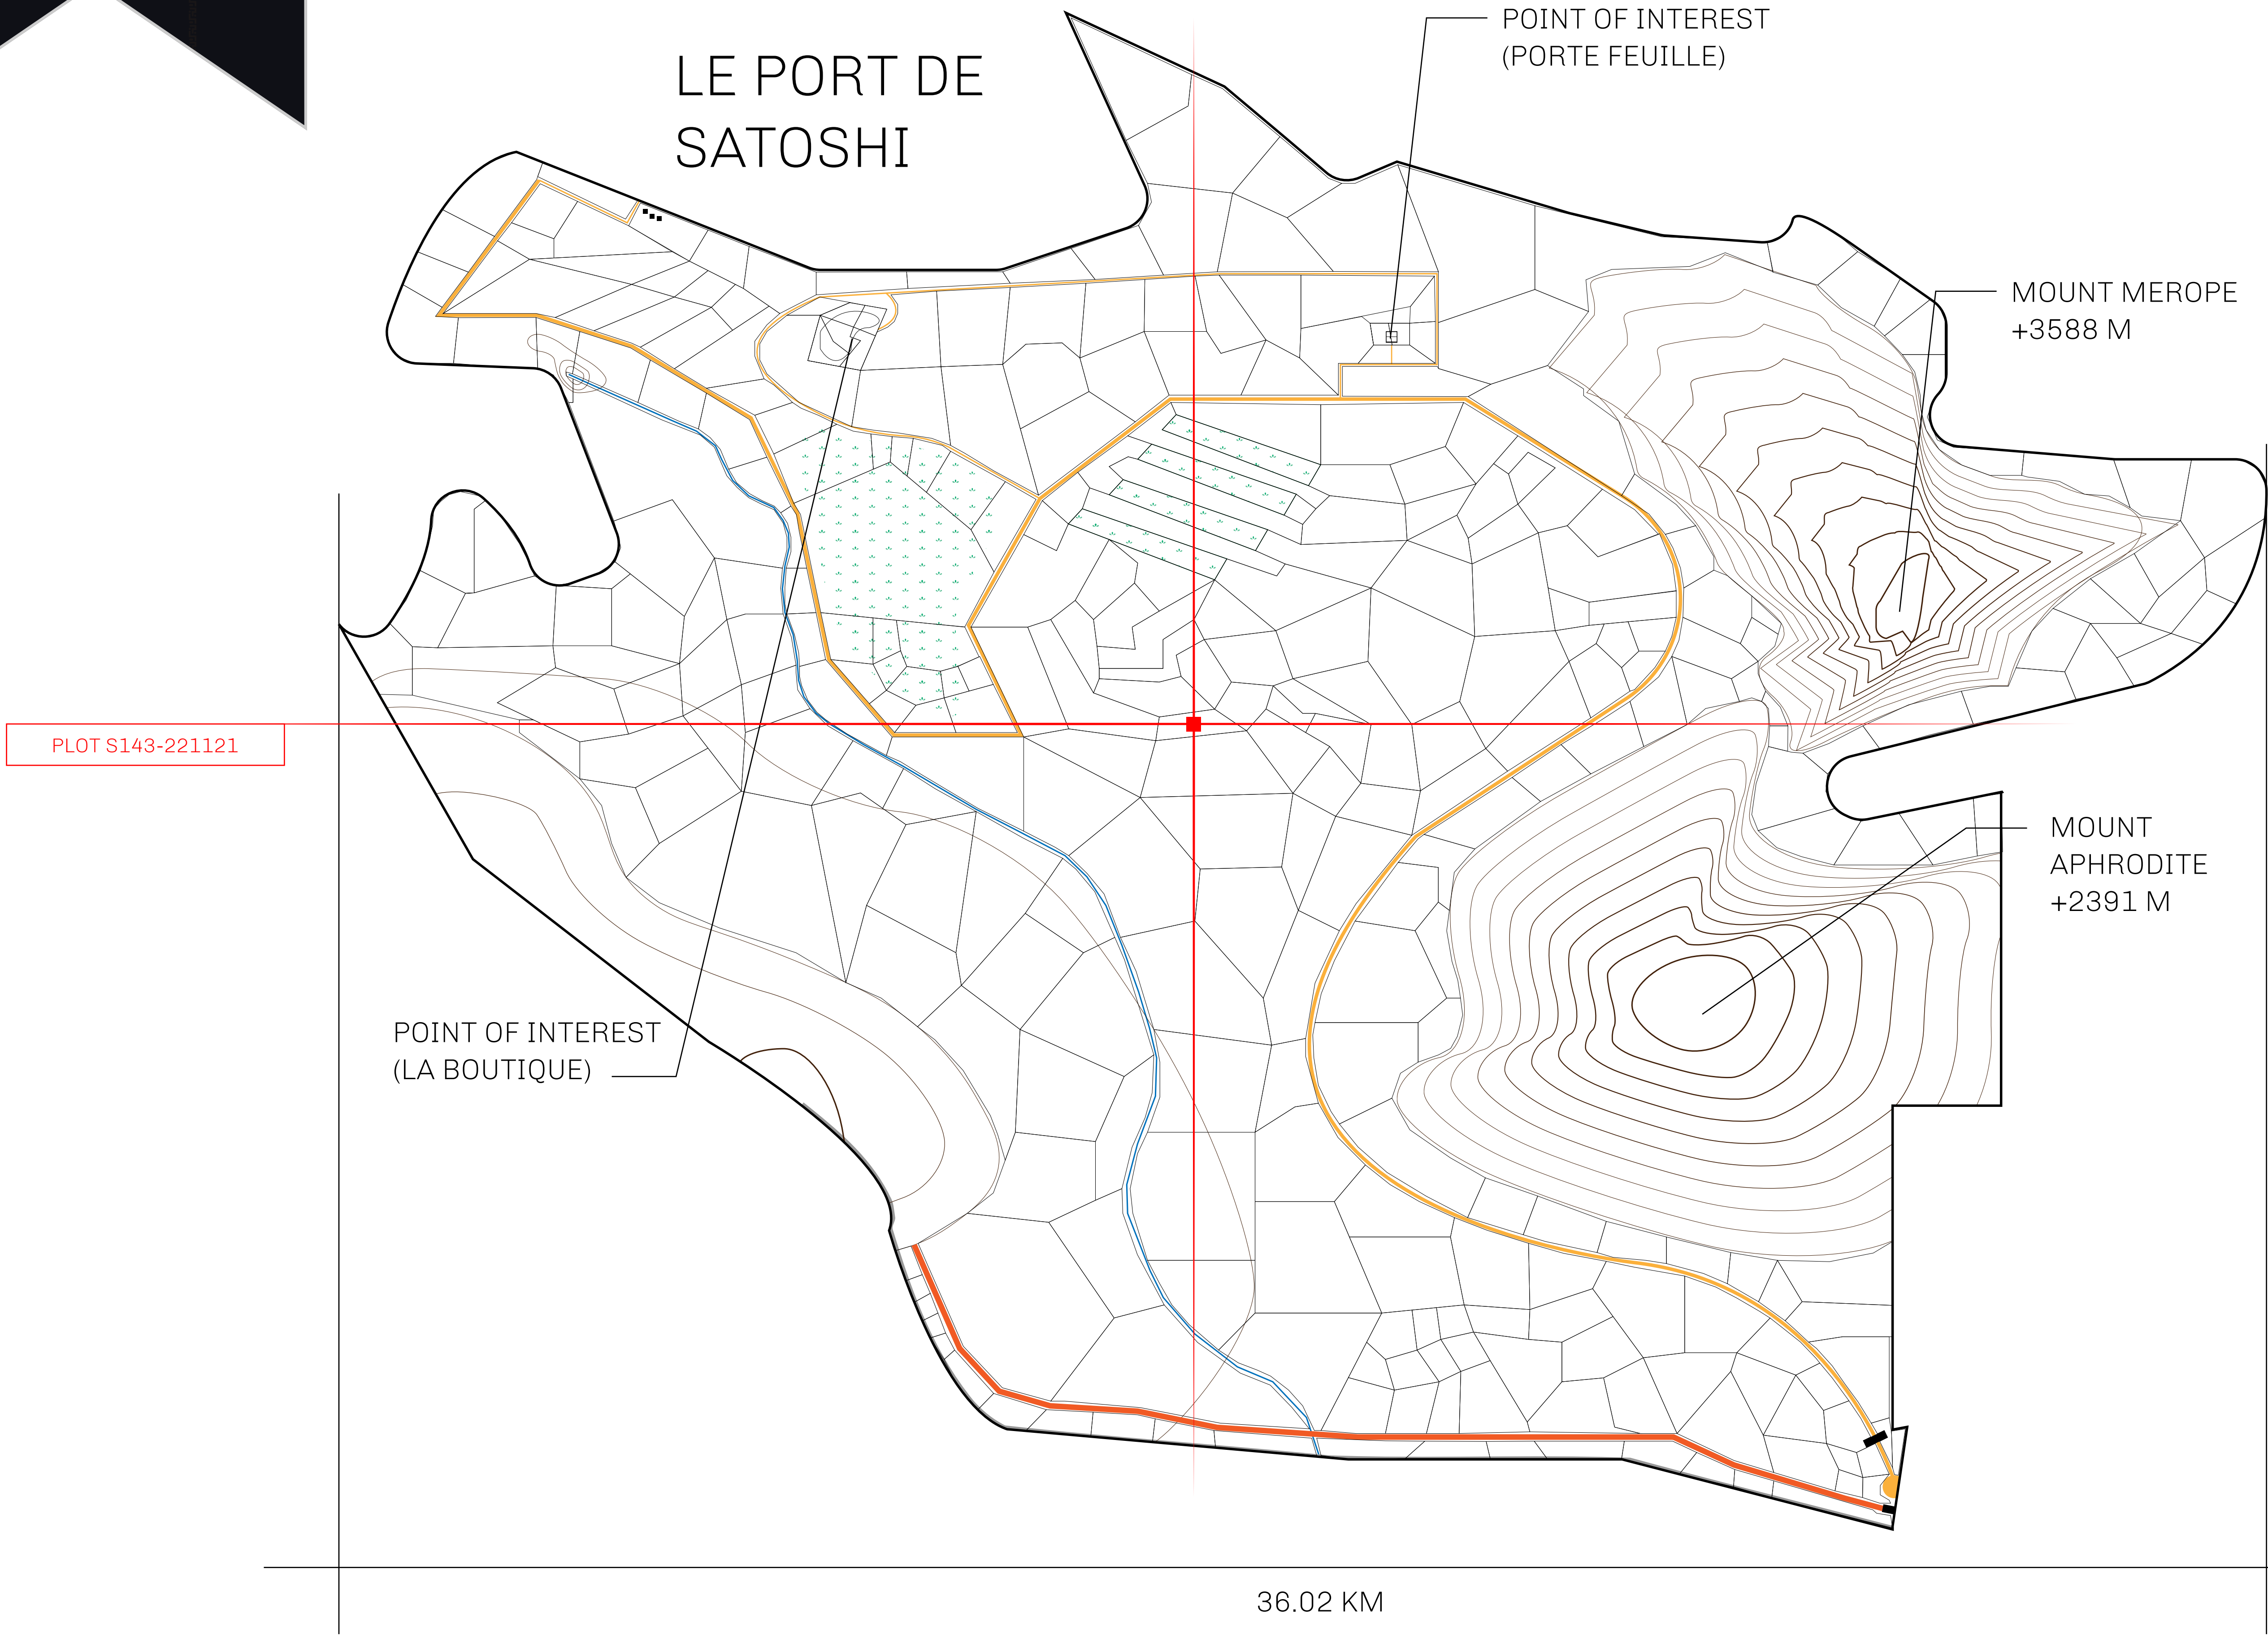 LE PORT DE
SATOSHI
POINT OF INTEREST
(PORTE FEUILLE)
MOUNT MEROPE
+3588 M
PLOT S143-221121
MOUNT
APHRODITE
+2391 M
POINT OF INTEREST
(LA BOUTIQUE)
36.02 KM